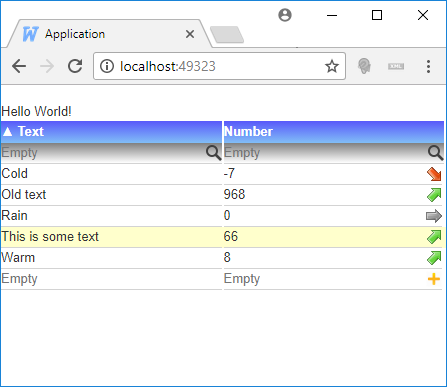 Application
localhost:49323
Hello World!
▲ Text Number
Empty Empty
Cold -7
Old text 968
Rain 0
This is some text 66
Warm 8
Empty Empty